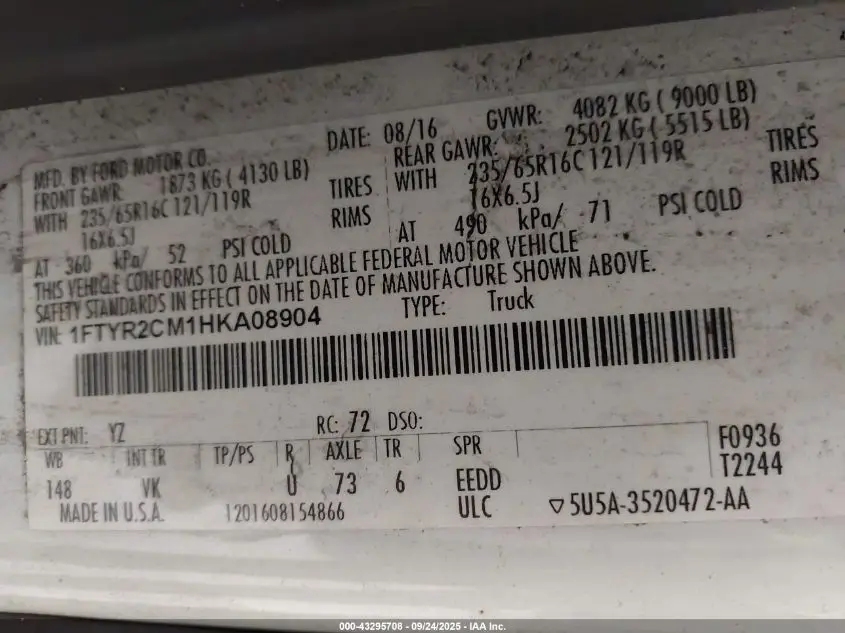 MFD. BY FORD MOTOR CO.
DATE: 08/16
GVWR: 4082 KG ( 9000 LB)
FRONT GAWR: 1873 KG ( 4130 LB)
REAR GAWR: 2502 KG ( 5515 LB)
WITH 235/65R16C 121/119R TIRES
WITH 235/65R16C 121/119R TIRES
16X6.5J RIMS
16X6.5J RIMS
AT 360 kPa/ 52 PSI COLD
AT 490 kPa/ 71 PSI COLD
THIS VEHICLE CONFORMS TO ALL APPLICABLE FEDERAL MOTOR VEHICLE
SAFETY STANDARDS IN EFFECT ON THE DATE OF MANUFACTURE SHOWN ABOVE.
VIN: 1FTYR2CM1HKA08904
TYPE: Truck
EXT PNT: YZ RC: 72 DSO:
WB INT TR TP/PS R AXLE TR SPR
148 VK U 73 6 EEDD
F0936
T2244
MADE IN U.S.A. 1201608154866 ULC ▽5U5A-3520472-AA
000-43295708 - 09/24/2025 - IAA Inc.